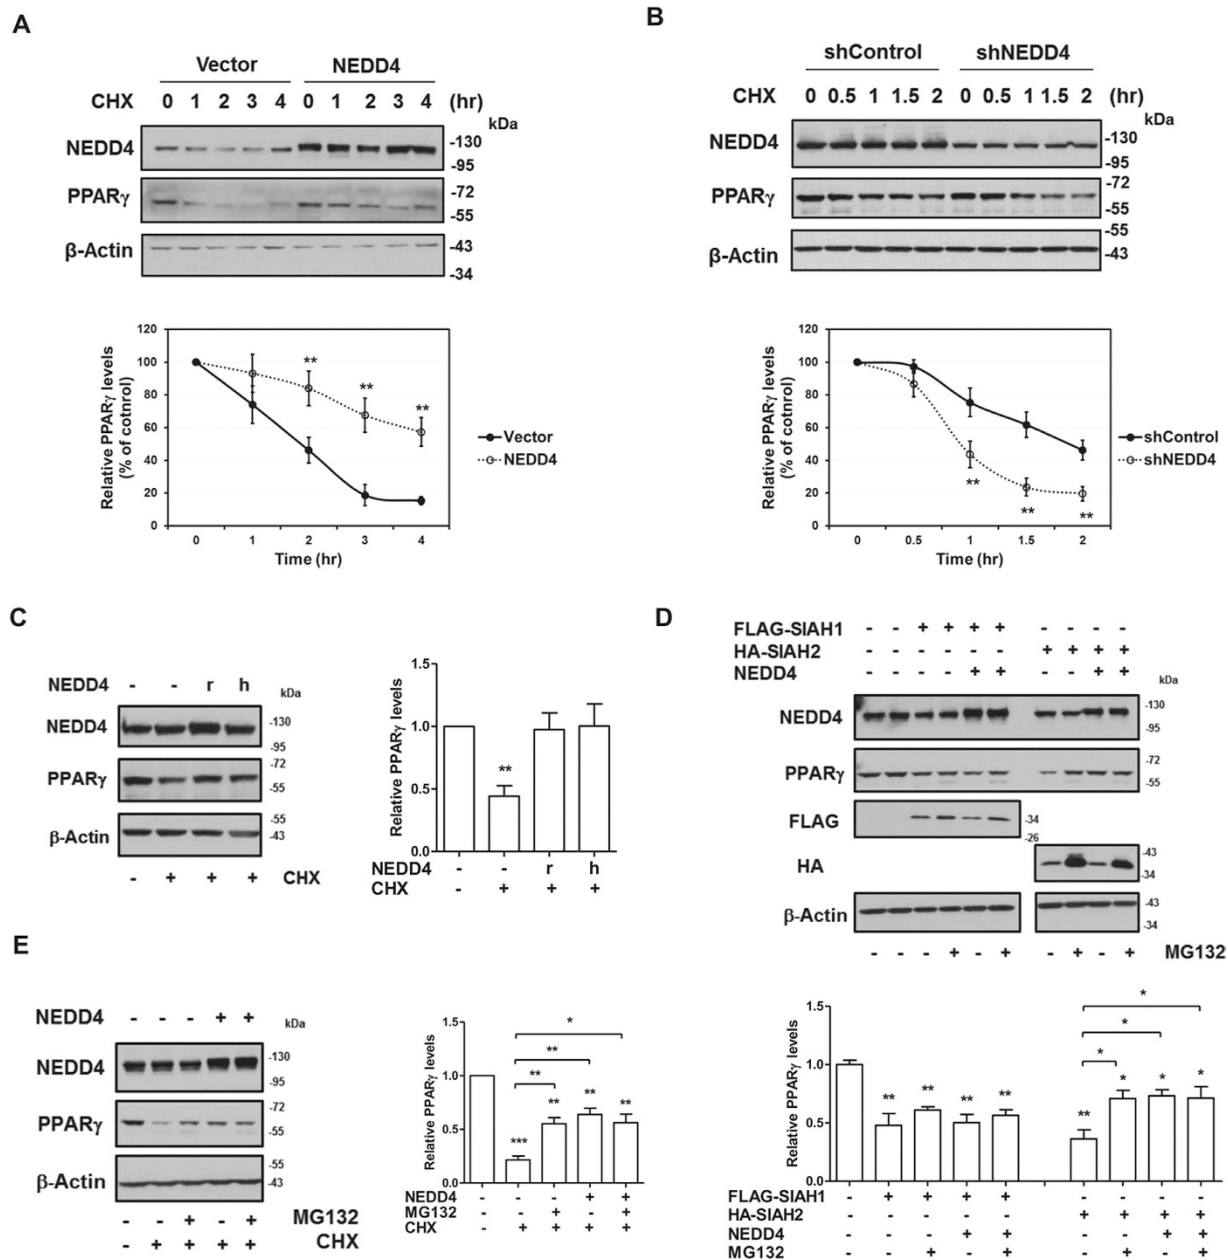 A
Vector NEDD4
CHX 0 1 2 3 4 0 1 2 3 4 (hr)
kDa
NEDD4 -130
-95
PPARγ -72
-55
β-Actin -43
-34
120
100
80
60
40
20
0
Relative PPARγ levels
(% of cotnrol)
** ** **
Vector
NEDD4
0 1 2 3 4
Time (hr)
B
shControl shNEDD4
CHX 0 0.5 1 1.5 2 0 0.5 1 1.5 2 (hr)
kDa
NEDD4 -130
-95
PPARγ -72
-55
-55
β-Actin -43
120
100
80
60
40
20
0
Relative PPARγ levels
(% of cotnrol)
** ** **
shControl
shNEDD4
0 0.5 1 1.5 2
Time (hr)
C
NEDD4 - - r h
kDa
NEDD4 -130
-95
PPARγ -72
-55
-55
β-Actin -43
- + + + CHX
1.5
1.0
0.5
0.0
Relative PPARγ levels
**
NEDD4 - - r h
CHX - + + +
D
FLAG-SIAH1 - - + + + + - - - -
HA-SIAH2 - - - - - - + + + +
NEDD4 - - - - + + - - + +
kDa
NEDD4 -130
-95
PPARγ -72
-55
FLAG -34
-26
HA -43
-34
β-Actin -43
-34
- - - + - + - + - + MG132
1.5
1.0
0.5
0.0
Relative PPARγ levels
** ** ** ** ** * * *
* * *
FLAG-SIAH1 - + + + + - - - -
HA-SIAH2 - - - - - + + + +
NEDD4 - - - + + - - + +
MG132 - - + - + - + - +
E
NEDD4 - - - + +
kDa
NEDD4 -130
-95
PPARγ -72
-55
-55
β-Actin -43
- - + - + MG132
- + + + + CHX
1.5
1.0
0.5
0.0
Relative PPARγ levels
*** ** ** **
** ** *
NEDD4 - - - + +
MG132 - - + - +
CHX - + + + +